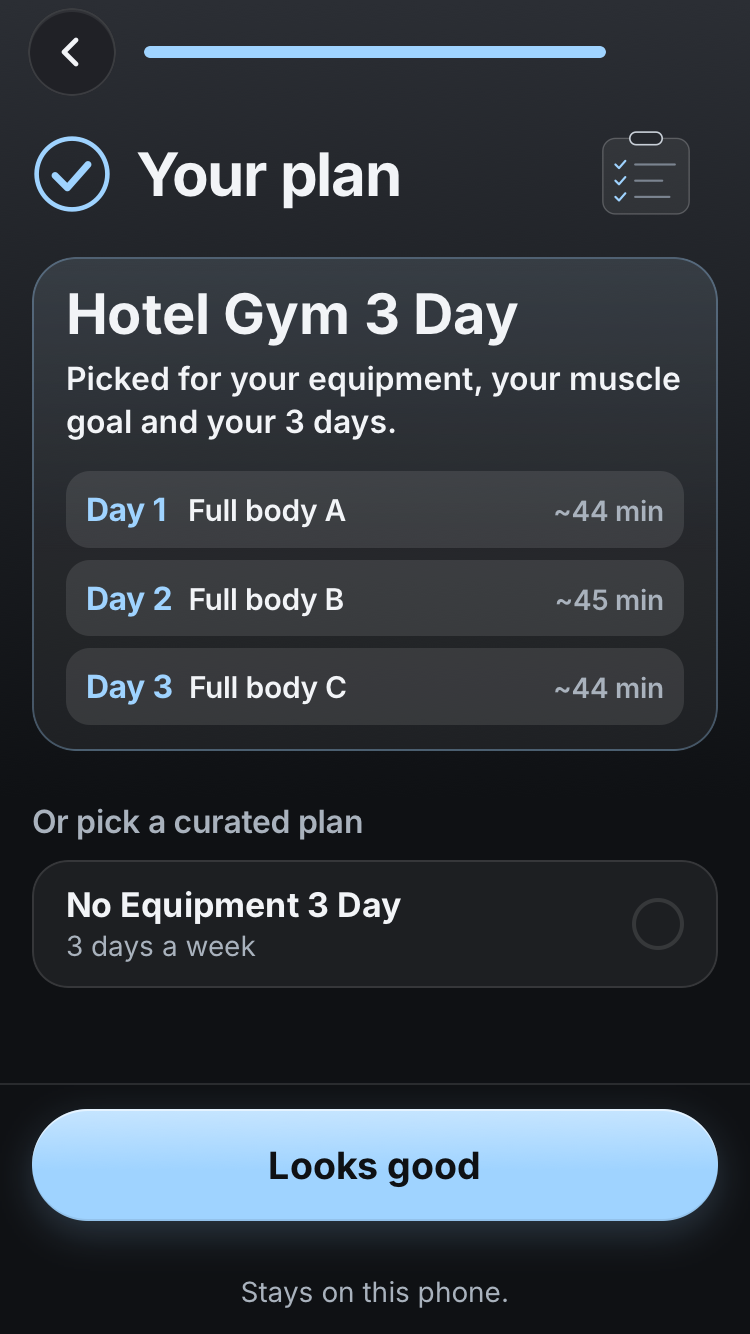 Your plan
Hotel Gym 3 Day
Picked for your equipment, your muscle
goal and your 3 days.
Day 1 Full body A ~44 min
Day 2 Full body B ~45 min
Day 3 Full body C ~44 min
Or pick a curated plan
No Equipment 3 Day
3 days a week
Looks good
Stays on this phone.